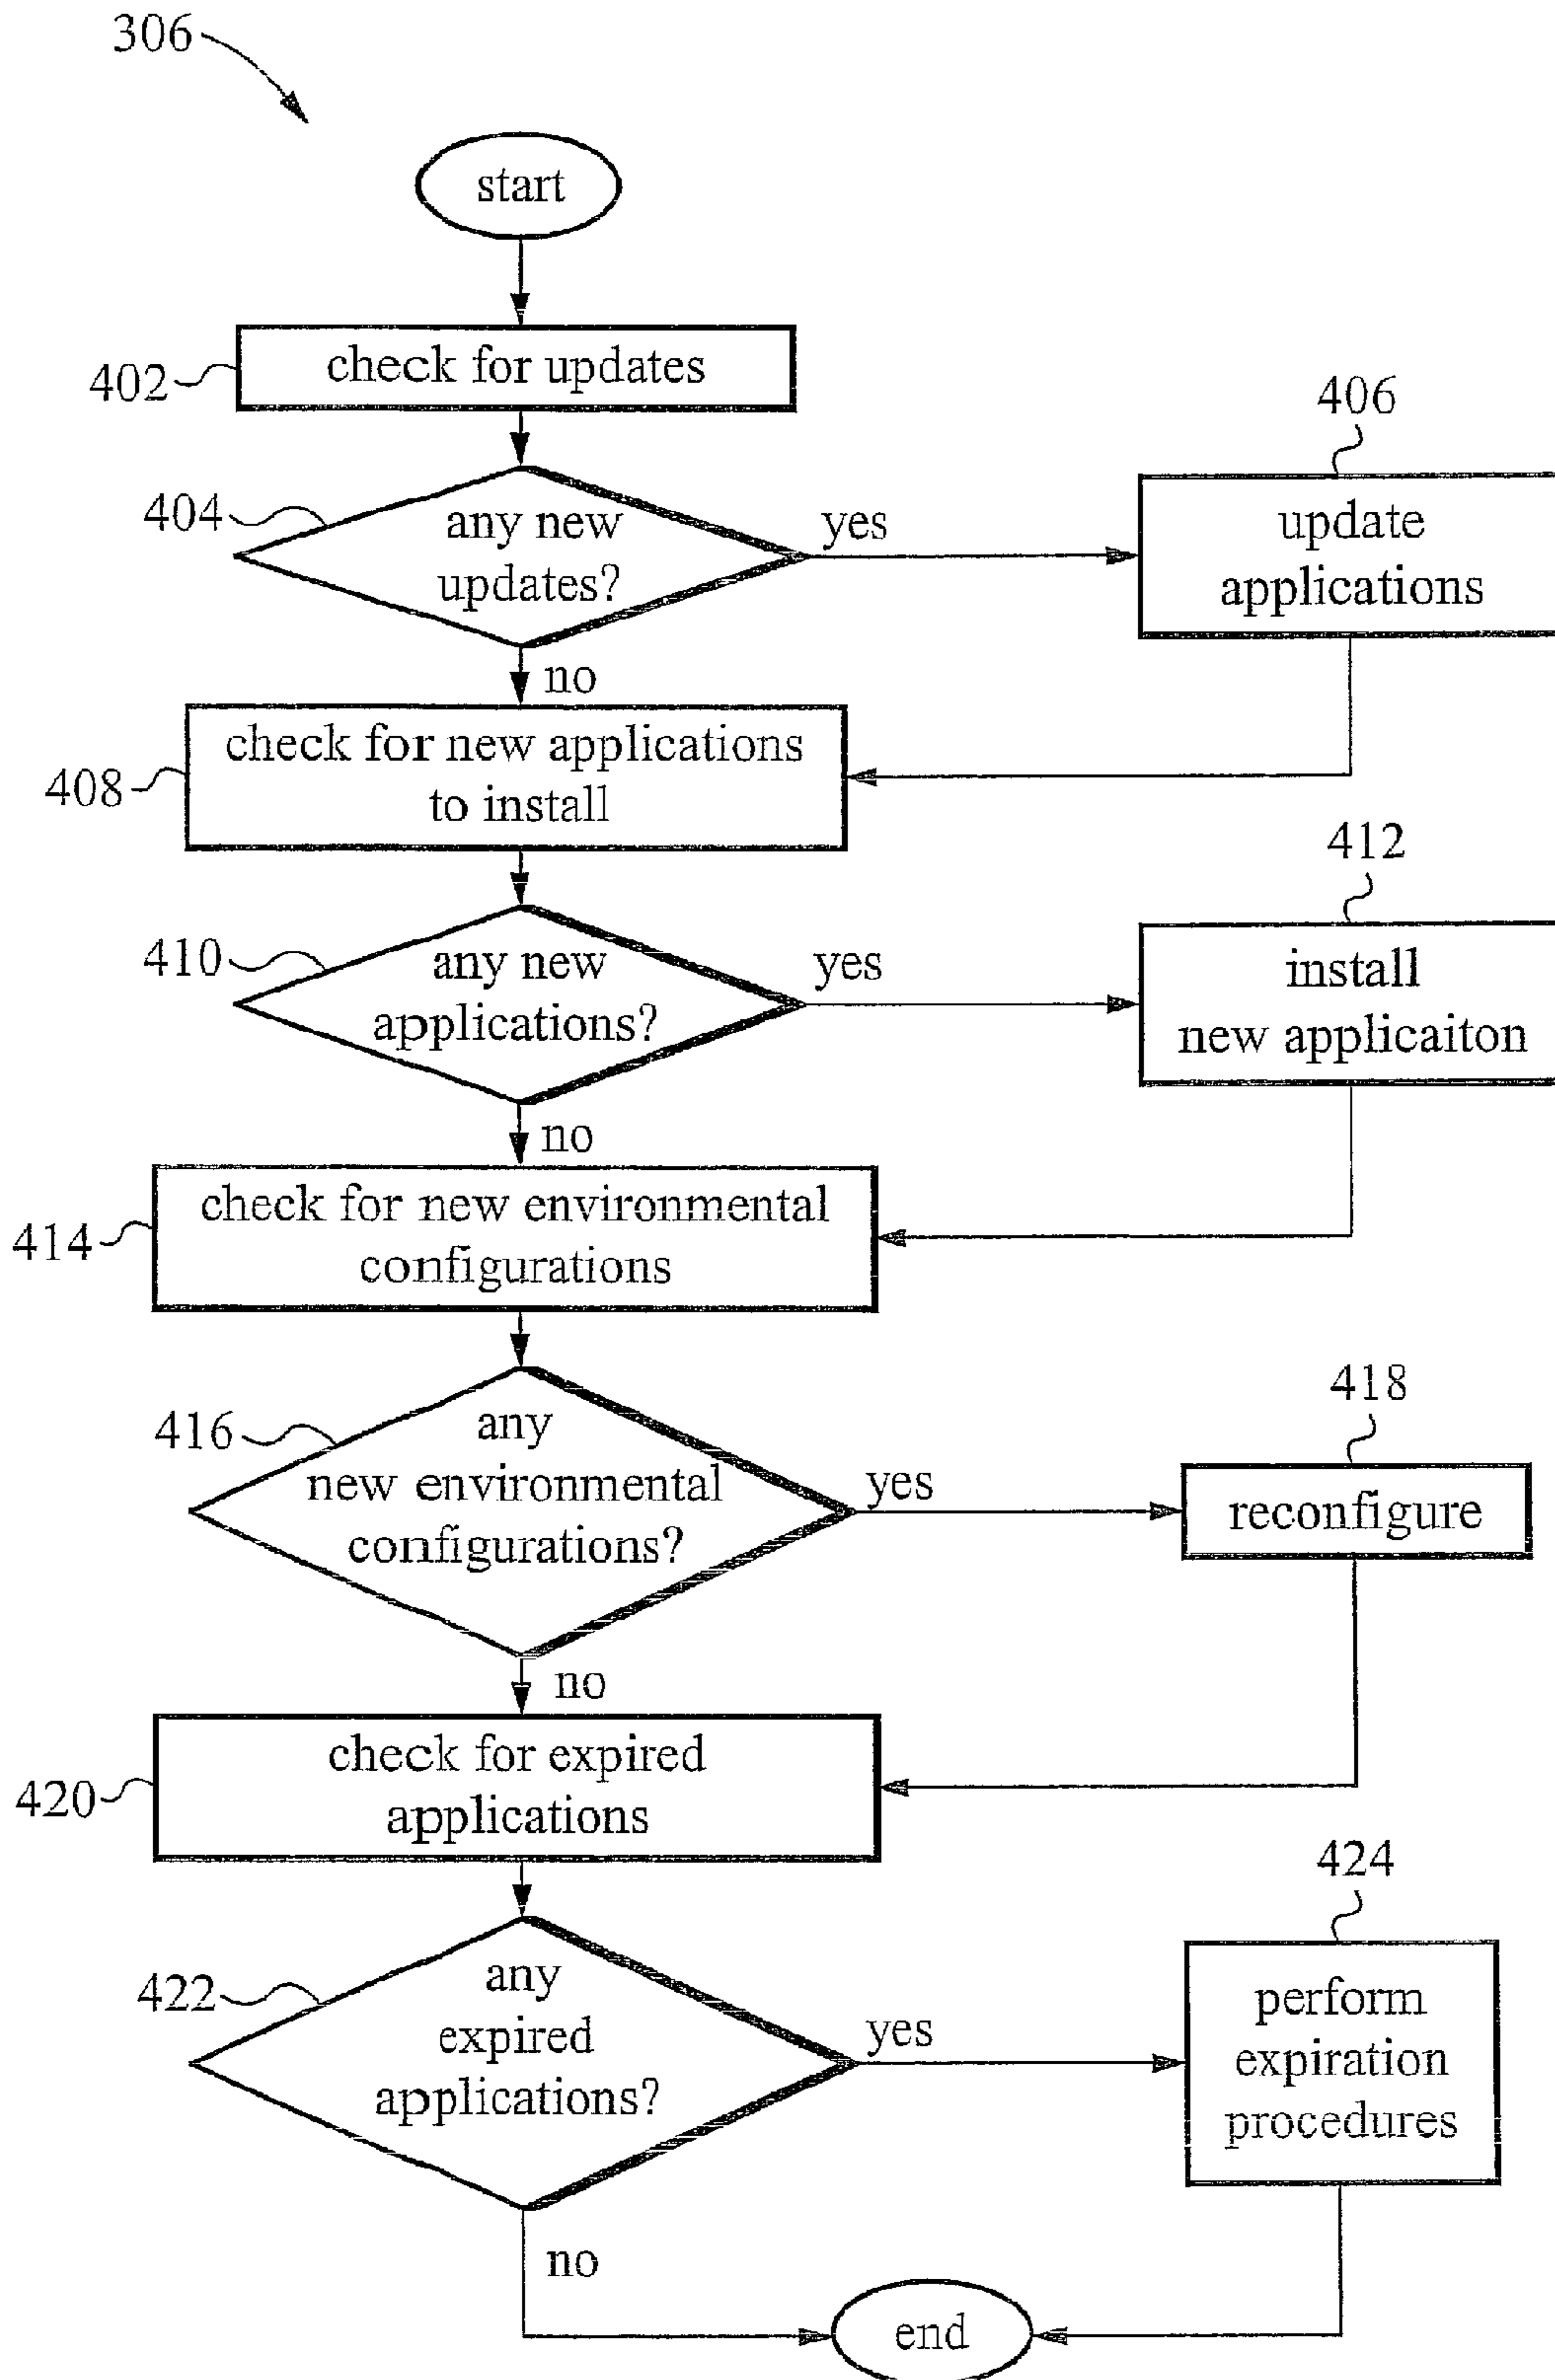 306
start
402
check for updates
404
any new
updates?
yes
406
update
applications
no
408
check for new applications
to install
410
any new
applications?
yes
412
install
new applicaiton
no
414
check for new environmental
configurations
416
any
new environmental
configurations?
yes
418
reconfigure
no
420
check for expired
applications
422
any
expired
applications?
yes
424
perform
expiration
procedures
no
end